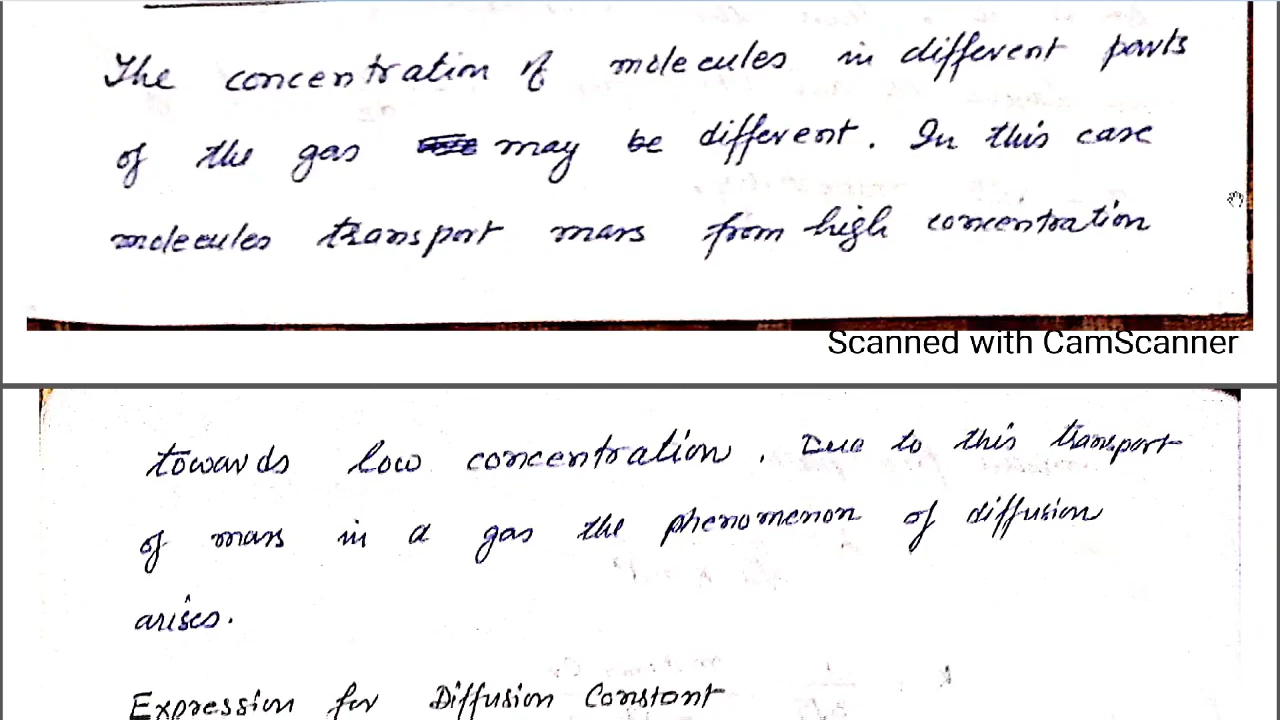 The concentration of molecules in different parts
of the gas may be different. In this case
molecules transport mass from high concentration
Scanned with CamScanner
towards low concentration. Due to this transport
of mass in a gas the phenomenon of diffusion
arises.
Expression for Diffusion Constant